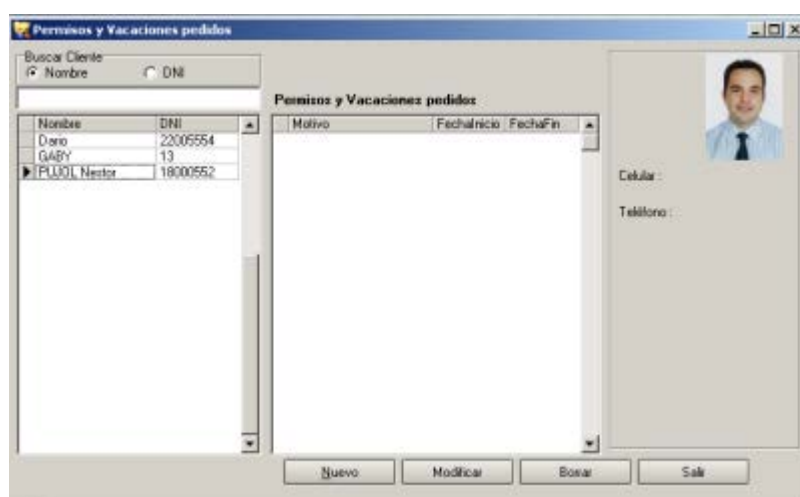 Permisos y Vacaciones pedidos
Buscar Cliente
Nombre DNI
Permisos y Vacaciones pedidos
Nombre DNI
Dario 22005554
GABY 13
PUJOL Nestor 18000552
Motivo FechaInicio FechaFin
Celular :
Teléfono :
Nuevo Modificar Borrar Salir